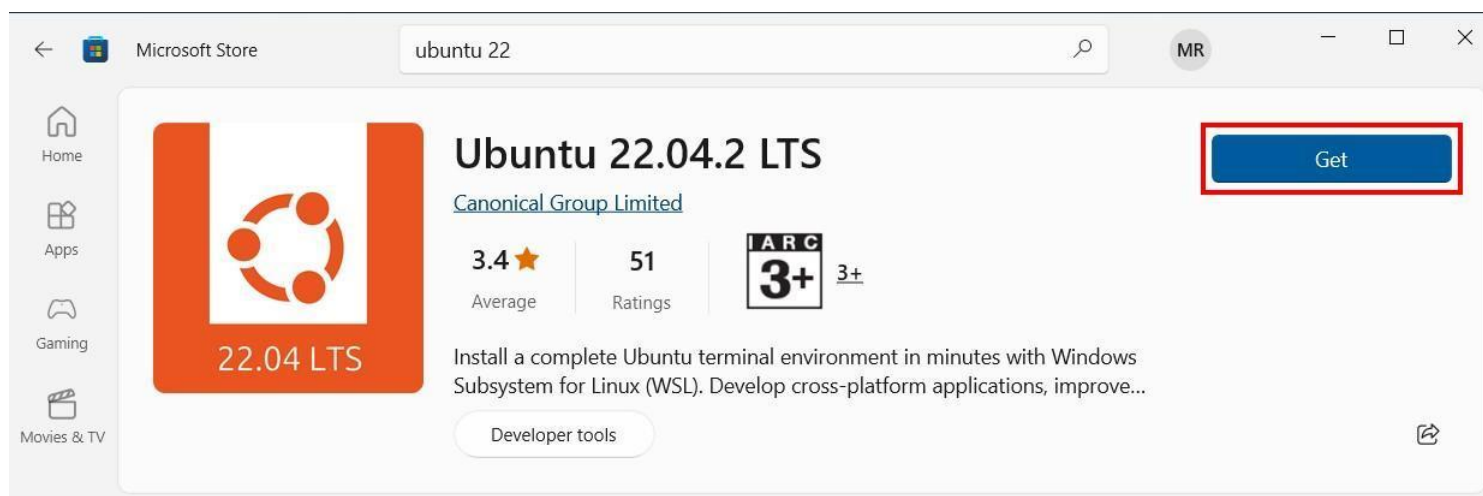 Microsoft Store
ubuntu 22
MR
Home
Apps
Gaming
Movies & TV
22.04 LTS
Ubuntu 22.04.2 LTS
Canonical Group Limited
3.4
Average
51
Ratings
IARC
3+
3+
Install a complete Ubuntu terminal environment in minutes with Windows
Subsystem for Linux (WSL). Develop cross-platform applications, improve...
Developer tools
Get